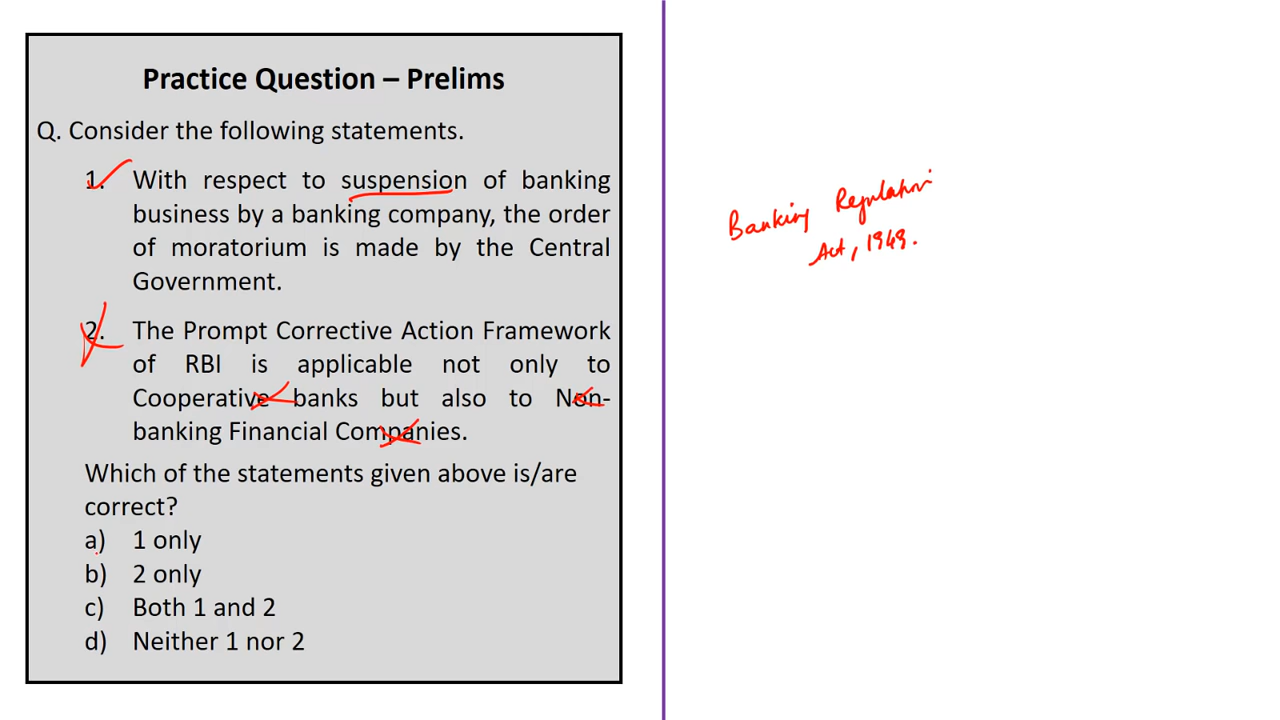 Practice Question – Prelims
Q. Consider the following statements.
1. With respect to suspension of banking
business by a banking company, the order
of moratorium is made by the Central
Government.
2. The Prompt Corrective Action Framework
of RBI is applicable not only to
Cooperative banks but also to Non-
banking Financial Companies.
Which of the statements given above is/are
correct?
a) 1 only
b) 2 only
c) Both 1 and 2
d) Neither 1 nor 2
Banking Regulation
Act, 1949.